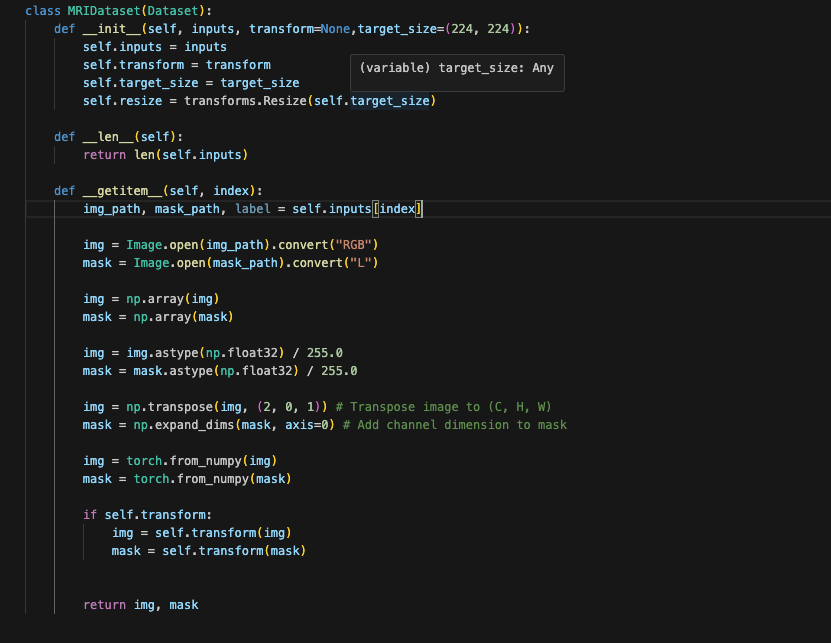 class MRIDataset(Dataset):
    def __init__(self, inputs, transform=None,target_size=(224, 224)):
        self.inputs = inputs
        self.transform = transform
(variable) target_size: Any
        self.target_size = target_size
        self.resize = transforms.Resize(self.target_size)
    def __len__(self):
        return len(self.inputs)
    def __getitem__(self, index):
        img_path, mask_path, label = self.inputs[index]
        img = Image.open(img_path).convert("RGB")
        mask = Image.open(mask_path).convert("L")
        img = np.array(img)
        mask = np.array(mask)
        img = img.astype(np.float32) / 255.0
        mask = mask.astype(np.float32) / 255.0
        img = np.transpose(img, (2, 0, 1)) # Transpose image to (C, H, W)
        mask = np.expand_dims(mask, axis=0) # Add channel dimension to mask
        img = torch.from_numpy(img)
        mask = torch.from_numpy(mask)
        if self.transform:
            img = self.transform(img)
            mask = self.transform(mask)
        return img, mask